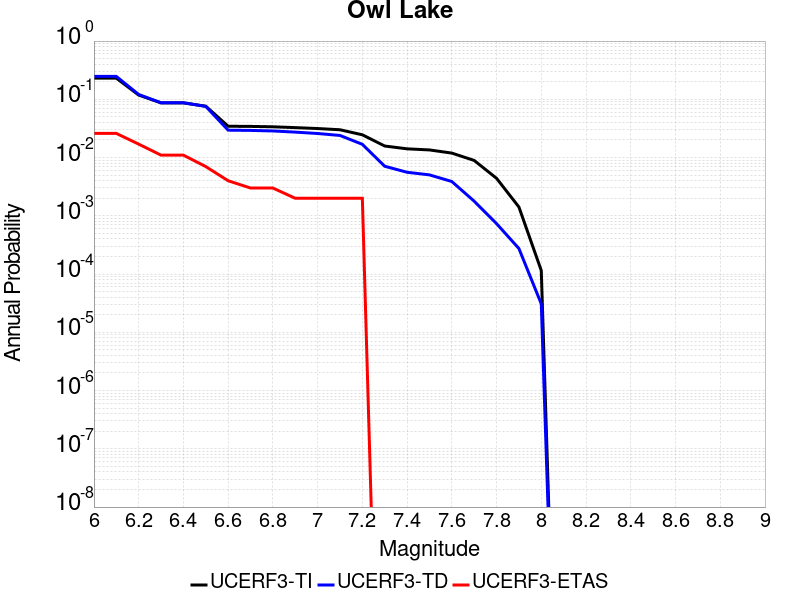 Owl Lake
10^0
10^-1
10^-2
10^-3
10^-4
10^-5
10^-6
10^-7
10^-8
Annual Probability
6 6.2 6.4 6.6 6.8 7 7.2 7.4 7.6 7.8 8 8.2 8.4 8.6 8.8 9
Magnitude
UCERF3-TI UCERF3-TD UCERF3-ETAS